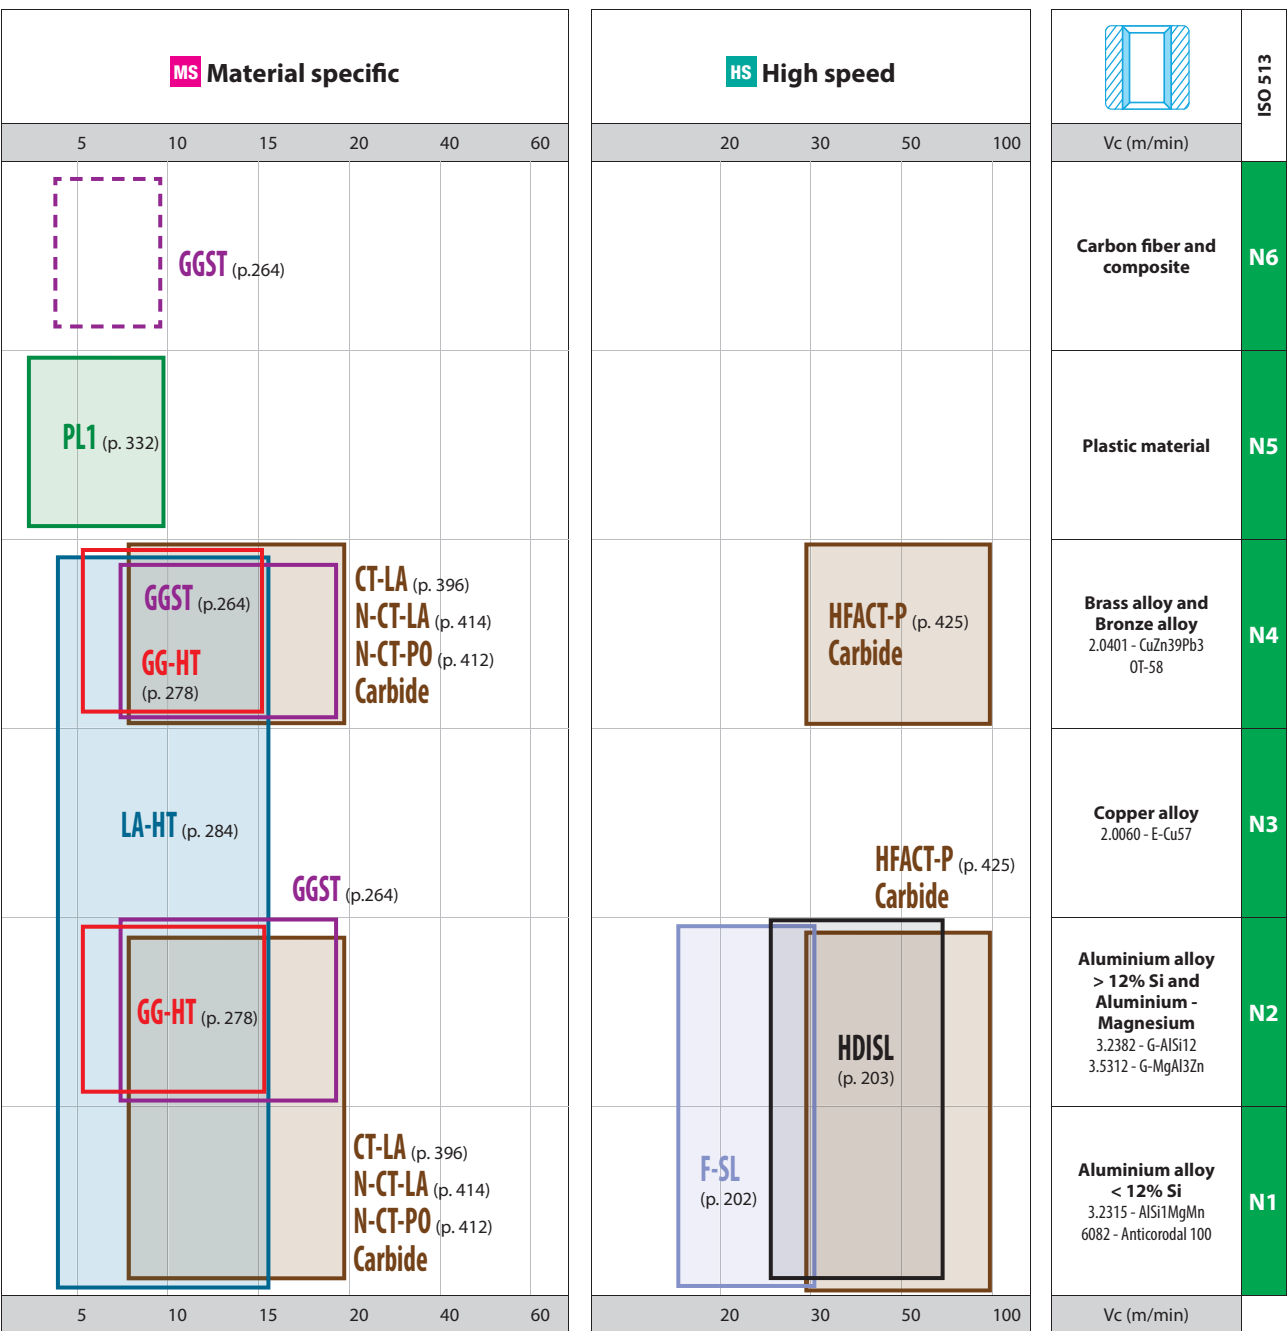 MS Material specific
HS High speed
ISO 513
5 10 15 20 40 60
20 30 50 100
Vc (m/min)
GGST (p.264)
Carbon fiber and
composite
N6
PL1 (p. 332)
Plastic material
N5
GGST (p.264)
GG-HT
(p. 278)
CT-LA (p. 396)
N-CT-LA (p. 414)
N-CT-PO (p. 412)
Carbide
HFACT-P (p. 425)
Carbide
Brass alloy and
Bronze alloy
2.0401 - CuZn39Pb3
OT-58
N4
LA-HT (p. 284)
GGST (p.264)
HFACT-P (p. 425)
Carbide
Copper alloy
2.0060 - E-Cu57
N3
GG-HT (p. 278)
HDISL
(p. 203)
Aluminium alloy
> 12% Si and
Aluminium -
Magnesium
3.2382 - G-AlSi12
3.5312 - G-MgAl3Zn
N2
CT-LA (p. 396)
N-CT-LA (p. 414)
N-CT-PO (p. 412)
Carbide
F-SL
(p. 202)
Aluminium alloy
< 12% Si
3.2315 - AlSi1MgMn
6082 - Anticorodal 100
N1
5 10 15 20 40 60
20 30 50 100
Vc (m/min)